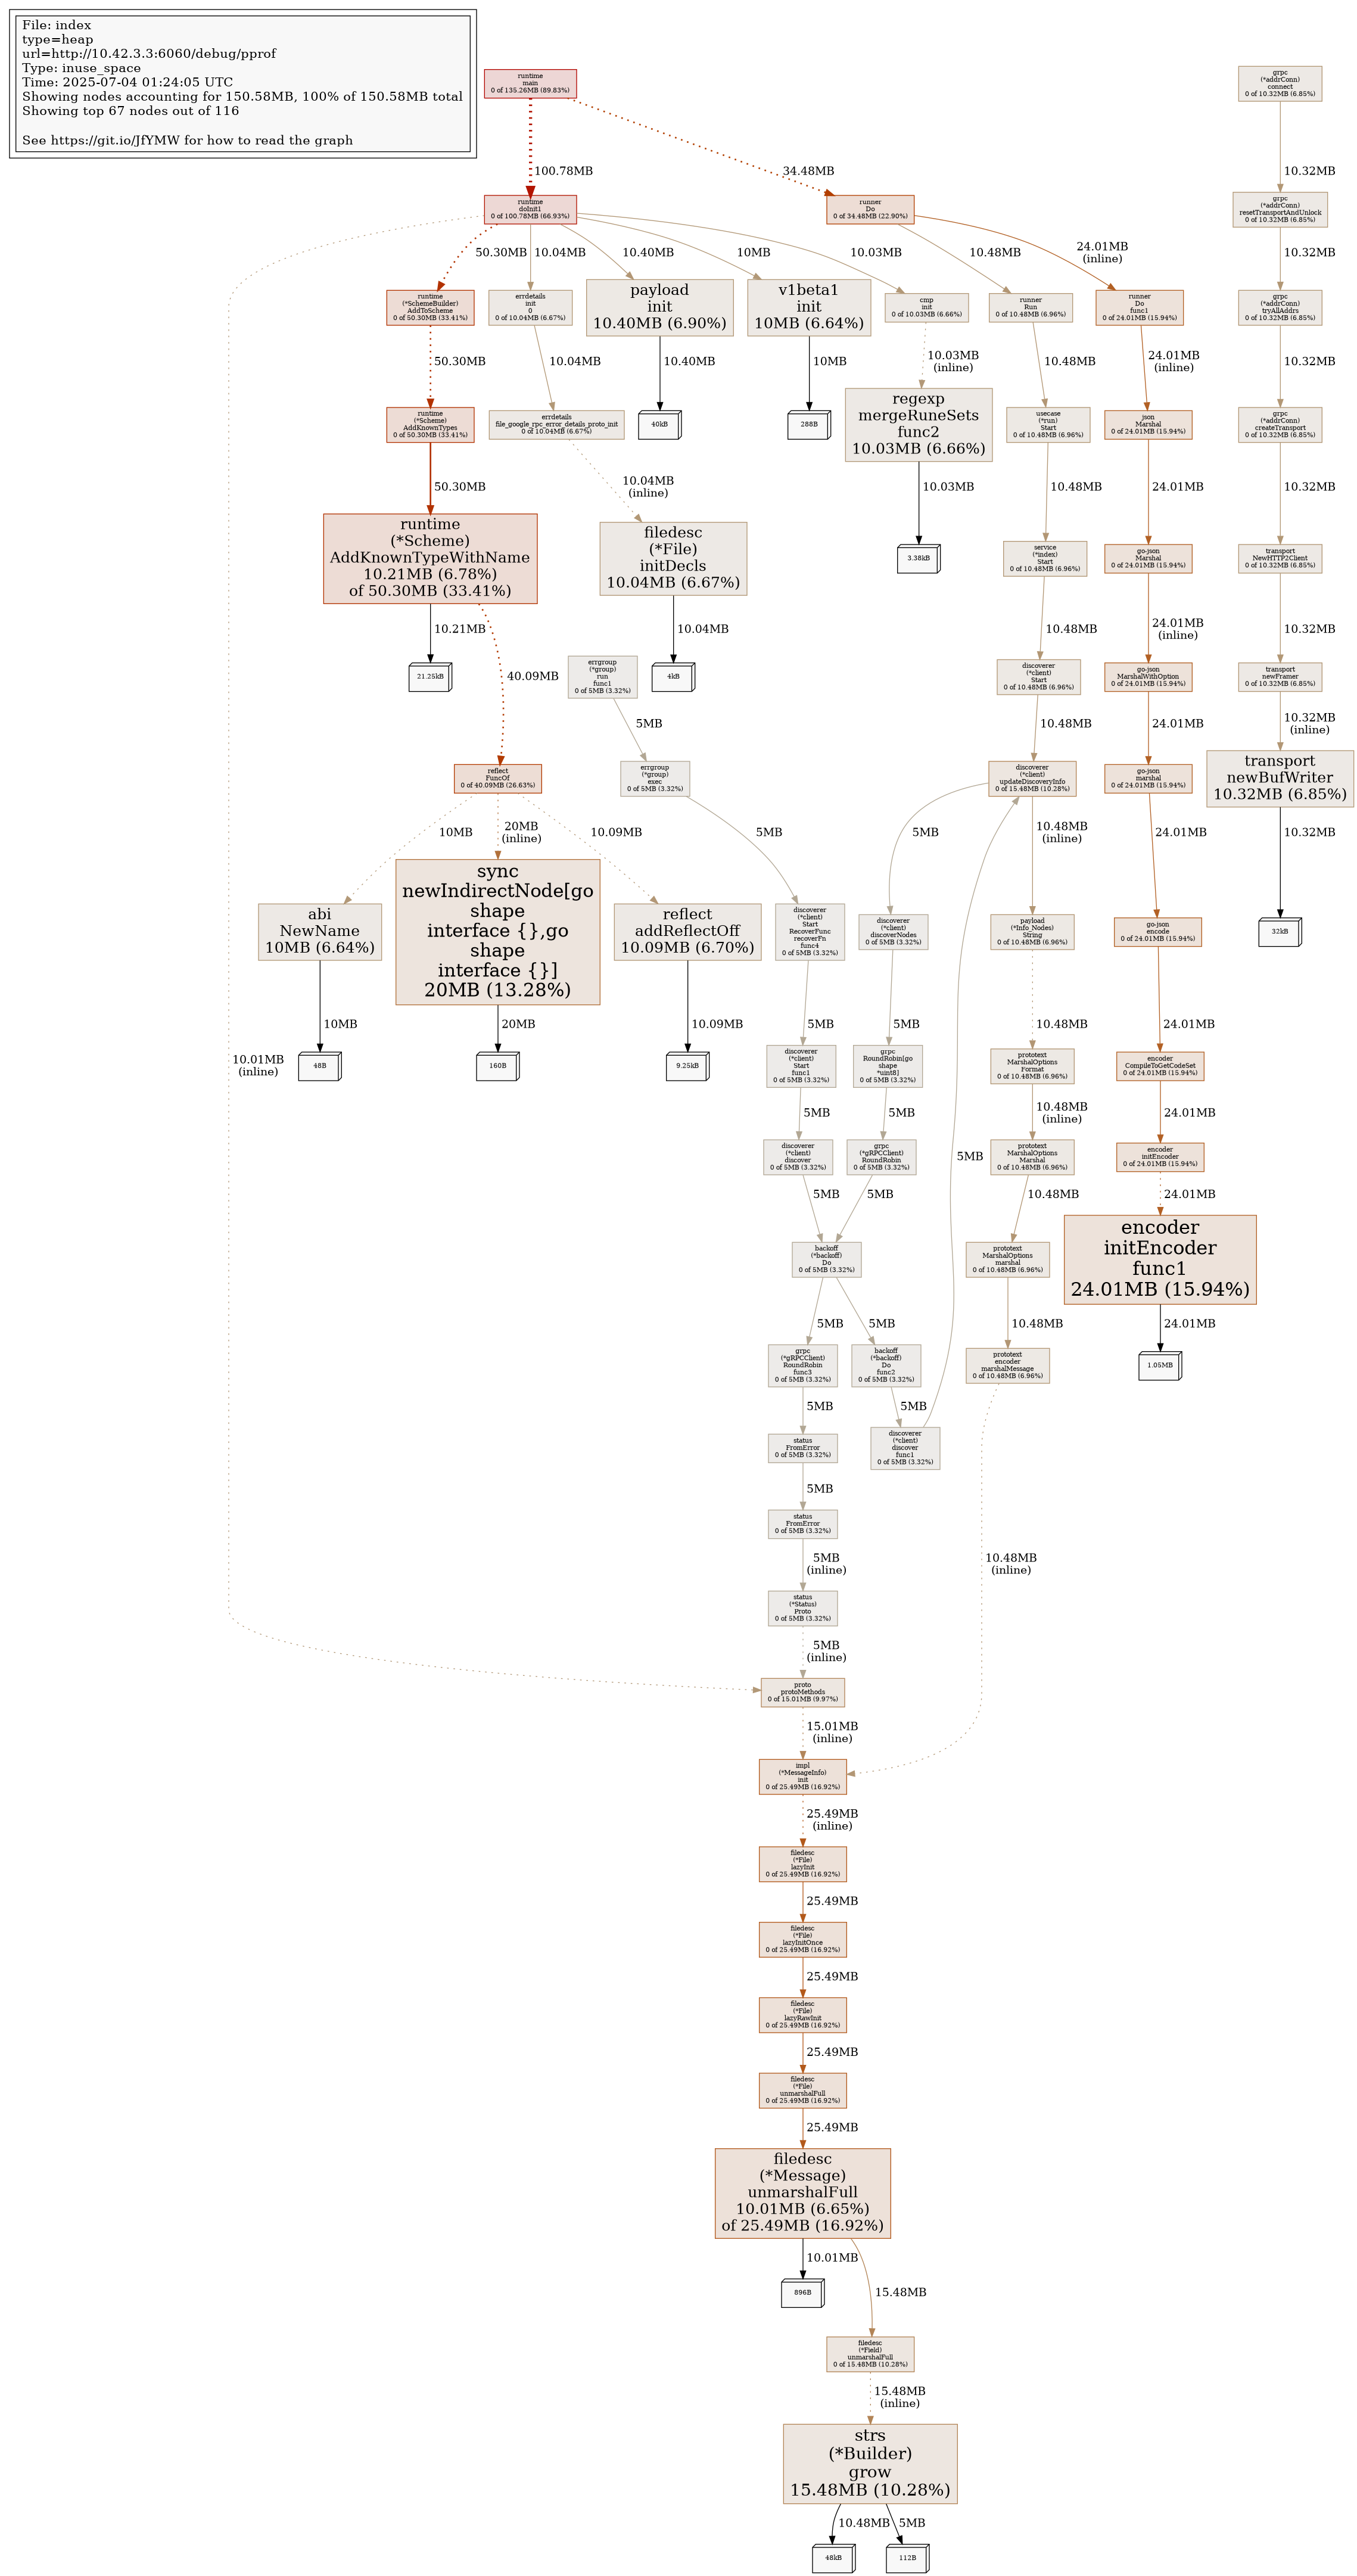 File: index
type=heap
url=http://10.42.3.3:6060/debug/pprof
Type: inuse_space
Time: 2025-07-04 01:24:05 UTC
Showing nodes accounting for 150.58MB, 100% of 150.58MB total
Showing top 67 nodes out of 116
See https://git.io/JfYMW for how to read the graph
runtime
main
0 of 135.26MB (89.83%)
grpc
(*addrConn)
connect
0 of 10.32MB (6.85%)
100.78MB
34.48MB
10.32MB
runtime
doInit1
0 of 100.78MB (66.93%)
runner
Do
0 of 34.48MB (22.90%)
grpc
(*addrConn)
resetTransportAndUnlock
0 of 10.32MB (6.85%)
50.30MB
10.04MB
10.40MB
10MB
10.03MB
10.48MB
24.01MB
(inline)
10.32MB
runtime
(*SchemeBuilder)
AddToScheme
0 of 50.30MB (33.41%)
errdetails
init
0
0 of 10.04MB (6.67%)
payload
init
10.40MB (6.90%)
v1beta1
init
10MB (6.64%)
cmp
init
0 of 10.03MB (6.66%)
runner
Run
0 of 10.48MB (6.96%)
runner
Do
func1
0 of 24.01MB (15.94%)
grpc
(*addrConn)
tryAllAddrs
0 of 10.32MB (6.85%)
50.30MB
10.04MB
10.40MB
10MB
10.03MB
(inline)
10.48MB
24.01MB
(inline)
10.32MB
runtime
(*Scheme)
AddKnownTypes
0 of 50.30MB (33.41%)
errdetails
file_google_rpc_error_details_proto_init
0 of 10.04MB (6.67%)
40kB
288B
regexp
mergeRuneSets
func2
10.03MB (6.66%)
usecase
(*run)
Start
0 of 10.48MB (6.96%)
json
Marshal
0 of 24.01MB (15.94%)
grpc
(*addrConn)
createTransport
0 of 10.32MB (6.85%)
50.30MB
10.04MB
(inline)
10.03MB
10.48MB
24.01MB
10.32MB
runtime
(*Scheme)
AddKnownTypeWithName
10.21MB (6.78%)
of 50.30MB (33.41%)
filedesc
(*File)
initDecls
10.04MB (6.67%)
3.38kB
service
(*index)
Start
0 of 10.48MB (6.96%)
go-json
Marshal
0 of 24.01MB (15.94%)
transport
NewHTTP2Client
0 of 10.32MB (6.85%)
10.21MB
10.04MB
10.48MB
24.01MB
(inline)
10.32MB
21.25kB
40.09MB
errgroup
(*group)
run
func1
0 of 5MB (3.32%)
4kB
discoverer
(*client)
Start
0 of 10.48MB (6.96%)
go-json
MarshalWithOption
0 of 24.01MB (15.94%)
transport
newFramer
0 of 10.32MB (6.85%)
5MB
10.48MB
24.01MB
10.32MB
(inline)
reflect
FuncOf
0 of 40.09MB (26.63%)
errgroup
(*group)
exec
0 of 5MB (3.32%)
discoverer
(*client)
updateDiscoveryInfo
0 of 15.48MB (10.28%)
go-json
marshal
0 of 24.01MB (15.94%)
transport
newBufWriter
10.32MB (6.85%)
10MB
20MB
(inline)
10.09MB
5MB
5MB
10.48MB
(inline)
24.01MB
10.32MB
abi
NewName
10MB (6.64%)
sync
newIndirectNode[go
shape
interface {},go
shape
interface {}]
20MB (13.28%)
reflect
addReflectOff
10.09MB (6.70%)
discoverer
(*client)
Start
RecoverFunc
recoverFn
func4
0 of 5MB (3.32%)
discoverer
(*client)
discoverNodes
0 of 5MB (3.32%)
payload
(*Info_Nodes)
String
0 of 10.48MB (6.96%)
go-json
encode
0 of 24.01MB (15.94%)
32kB
10MB
20MB
10.09MB
5MB
5MB
10.48MB
24.01MB
10.01MB
(inline)
48B
160B
9.25kB
discoverer
(*client)
Start
func1
0 of 5MB (3.32%)
grpc
RoundRobin[go
shape
*uint8]
0 of 5MB (3.32%)
prototext
MarshalOptions
Format
0 of 10.48MB (6.96%)
encoder
CompileToGetCodeSet
0 of 24.01MB (15.94%)
5MB
5MB
10.48MB
(inline)
24.01MB
discoverer
(*client)
discover
0 of 5MB (3.32%)
grpc
(*gRPCClient)
RoundRobin
0 of 5MB (3.32%)
5MB
prototext
MarshalOptions
Marshal
0 of 10.48MB (6.96%)
encoder
initEncoder
0 of 24.01MB (15.94%)
5MB
5MB
10.48MB
24.01MB
backoff
(*backoff)
Do
0 of 5MB (3.32%)
prototext
MarshalOptions
marshal
0 of 10.48MB (6.96%)
encoder
initEncoder
func1
24.01MB (15.94%)
5MB
5MB
10.48MB
24.01MB
grpc
(*gRPCClient)
RoundRobin
func3
0 of 5MB (3.32%)
backoff
(*backoff)
Do
func2
0 of 5MB (3.32%)
prototext
encoder
marshalMessage
0 of 10.48MB (6.96%)
1.05MB
5MB
5MB
status
FromError
0 of 5MB (3.32%)
discoverer
(*client)
discover
func1
0 of 5MB (3.32%)
5MB
status
FromError
0 of 5MB (3.32%)
5MB
(inline)
10.48MB
(inline)
status
(*Status)
Proto
0 of 5MB (3.32%)
5MB
(inline)
proto
protoMethods
0 of 15.01MB (9.97%)
15.01MB
(inline)
impl
(*MessageInfo)
init
0 of 25.49MB (16.92%)
25.49MB
(inline)
filedesc
(*File)
lazyInit
0 of 25.49MB (16.92%)
25.49MB
filedesc
(*File)
lazyInitOnce
0 of 25.49MB (16.92%)
25.49MB
filedesc
(*File)
lazyRawInit
0 of 25.49MB (16.92%)
25.49MB
filedesc
(*File)
unmarshalFull
0 of 25.49MB (16.92%)
25.49MB
filedesc
(*Message)
unmarshalFull
10.01MB (6.65%)
of 25.49MB (16.92%)
10.01MB
896B
15.48MB
filedesc
(*Field)
unmarshalFull
0 of 15.48MB (10.28%)
15.48MB
(inline)
strs
(*Builder)
grow
15.48MB (10.28%)
10.48MB
5MB
48kB
112B